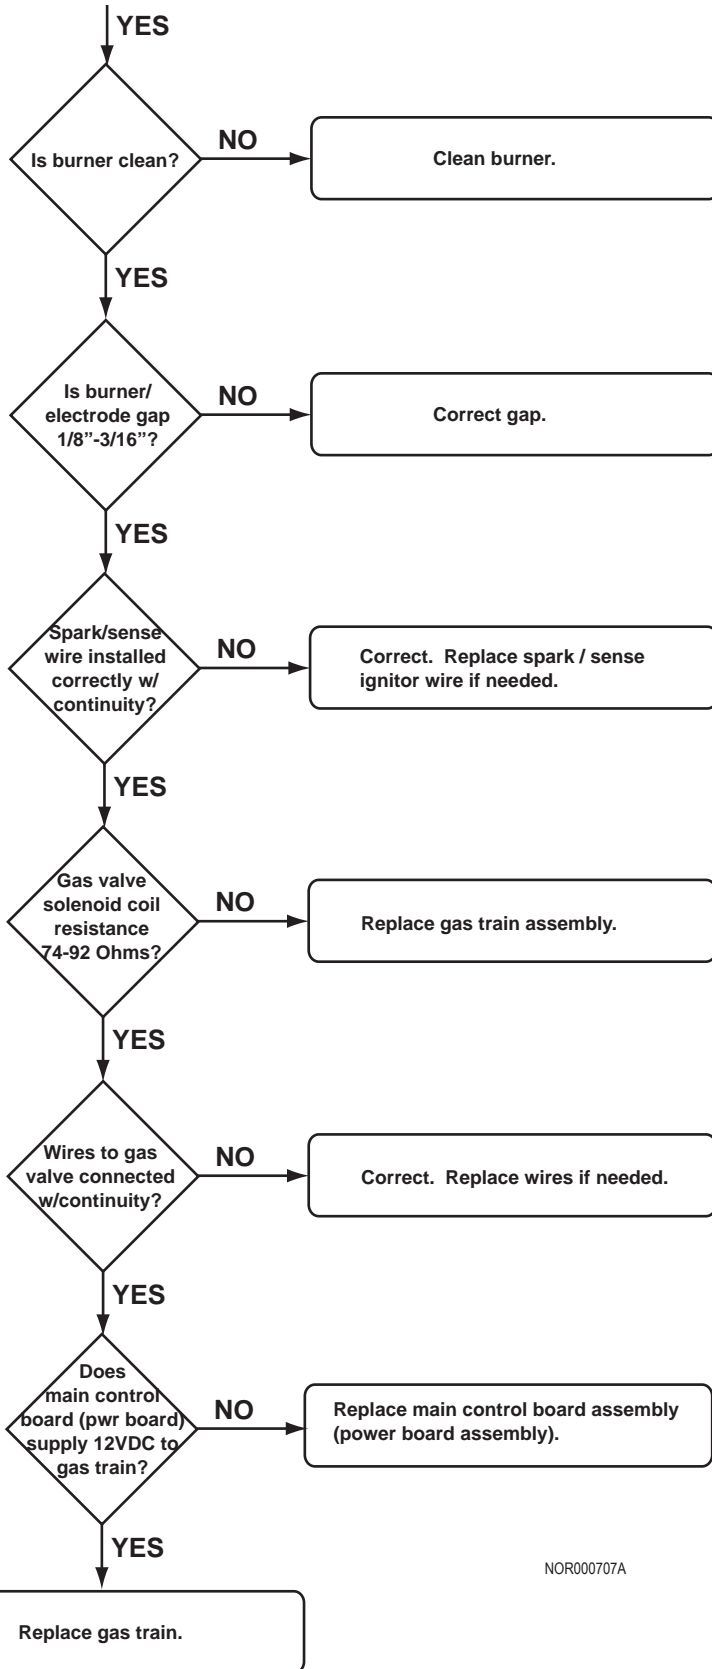 YES
Is burner clean?
NO
Clean burner.
YES
Is burner/
electrode gap
1/8”-3/16”?
NO
Correct gap.
YES
Spark/sense
wire installed
correctly w/
continuity?
NO
Correct.  Replace spark / sense
ignitor wire if needed.
YES
Gas valve
solenoid coil
resistance
74-92 Ohms?
NO
Replace gas train assembly.
YES
Wires to gas
valve connected
w/continuity?
NO
Correct.  Replace wires if needed.
YES
Does
main control
board (pwr board)
supply 12VDC to
gas train?
NO
Replace main control board assembly
(power board assembly).
YES
NOR000707A
Replace gas train.